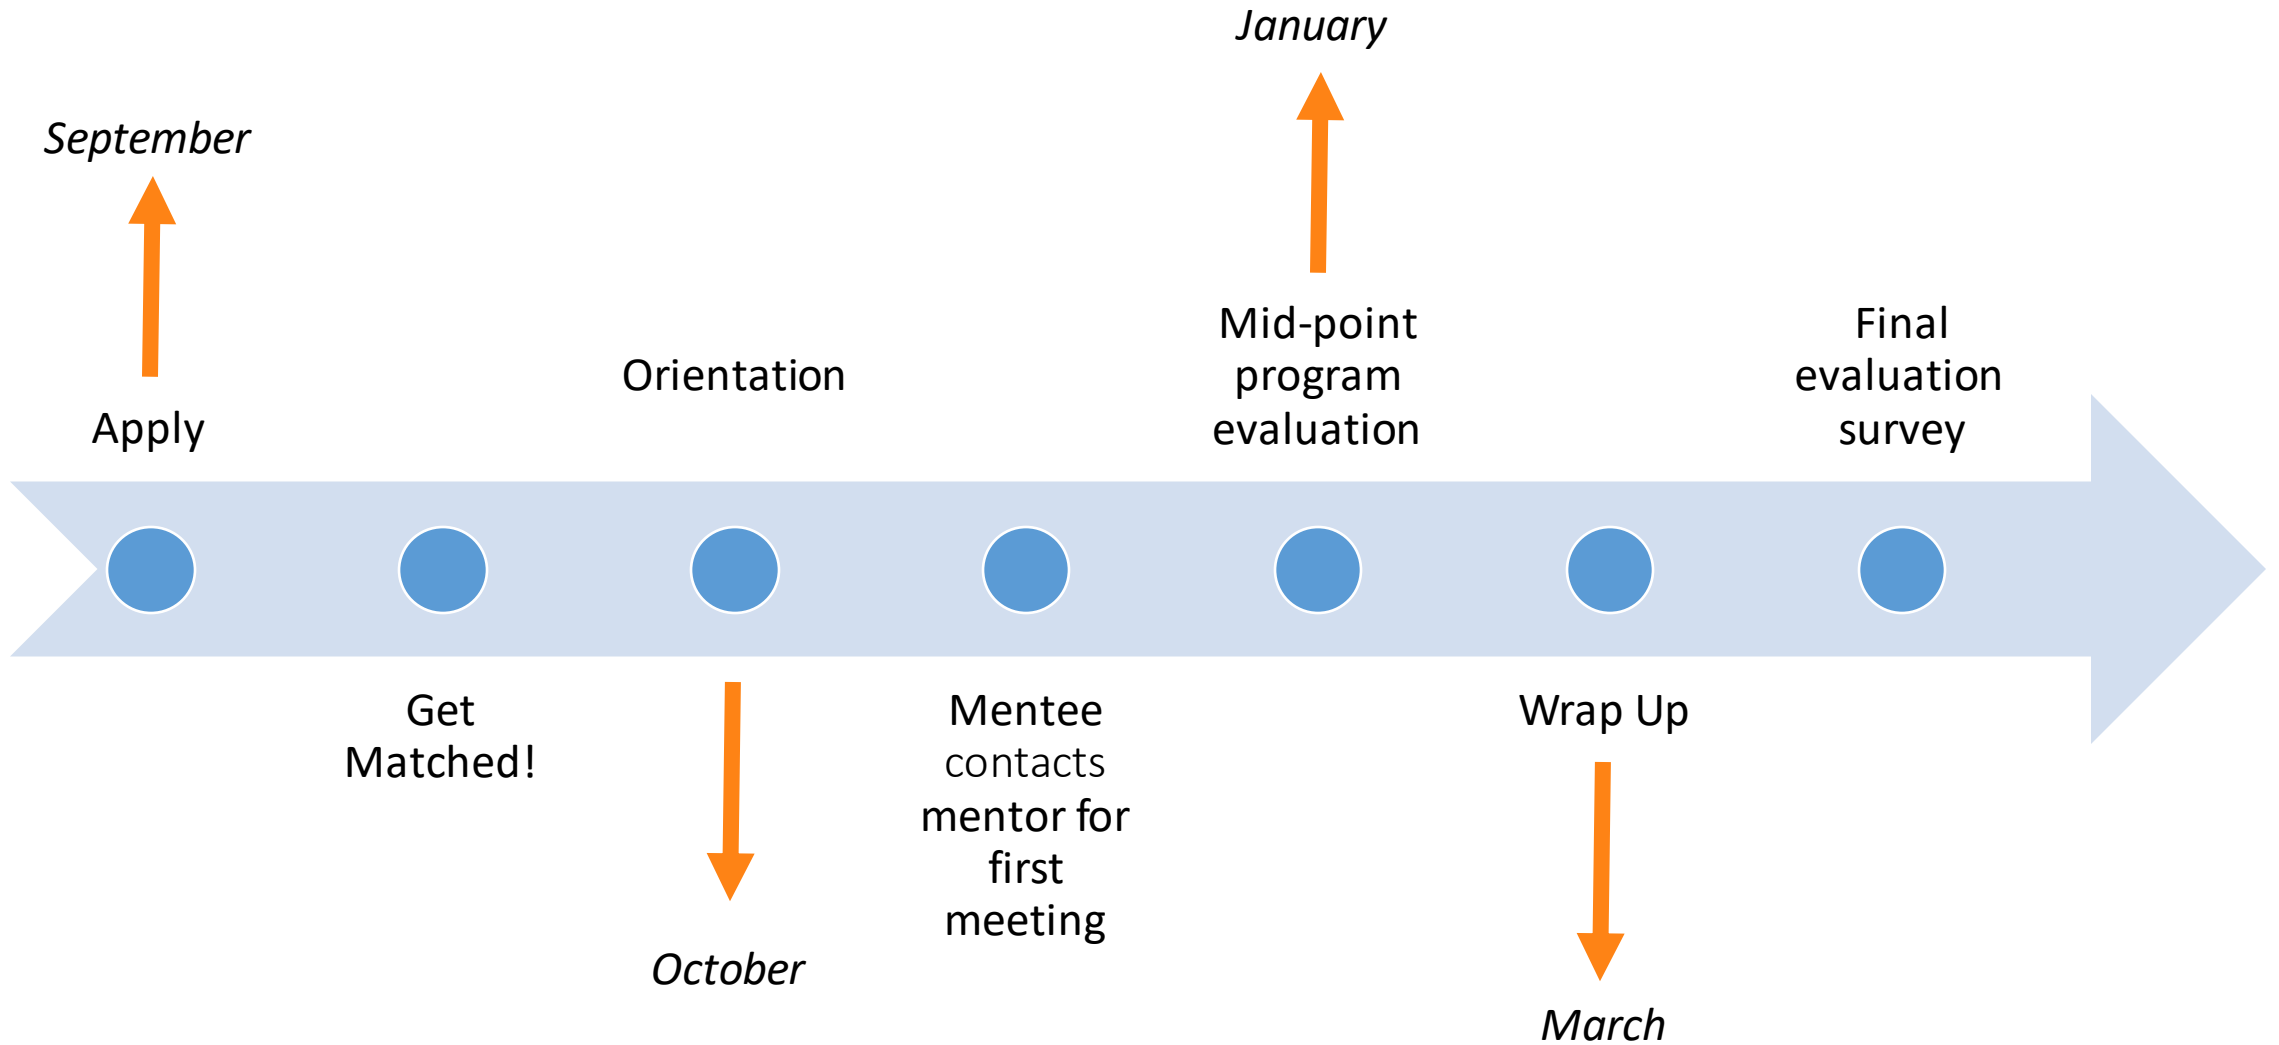 January
September
Mid-point
program
evaluation
Final
evaluation
survey
Orientation
Apply
Get
Matched!
Mentee
contacts
mentor for
first
meeting
Wrap Up
October
March